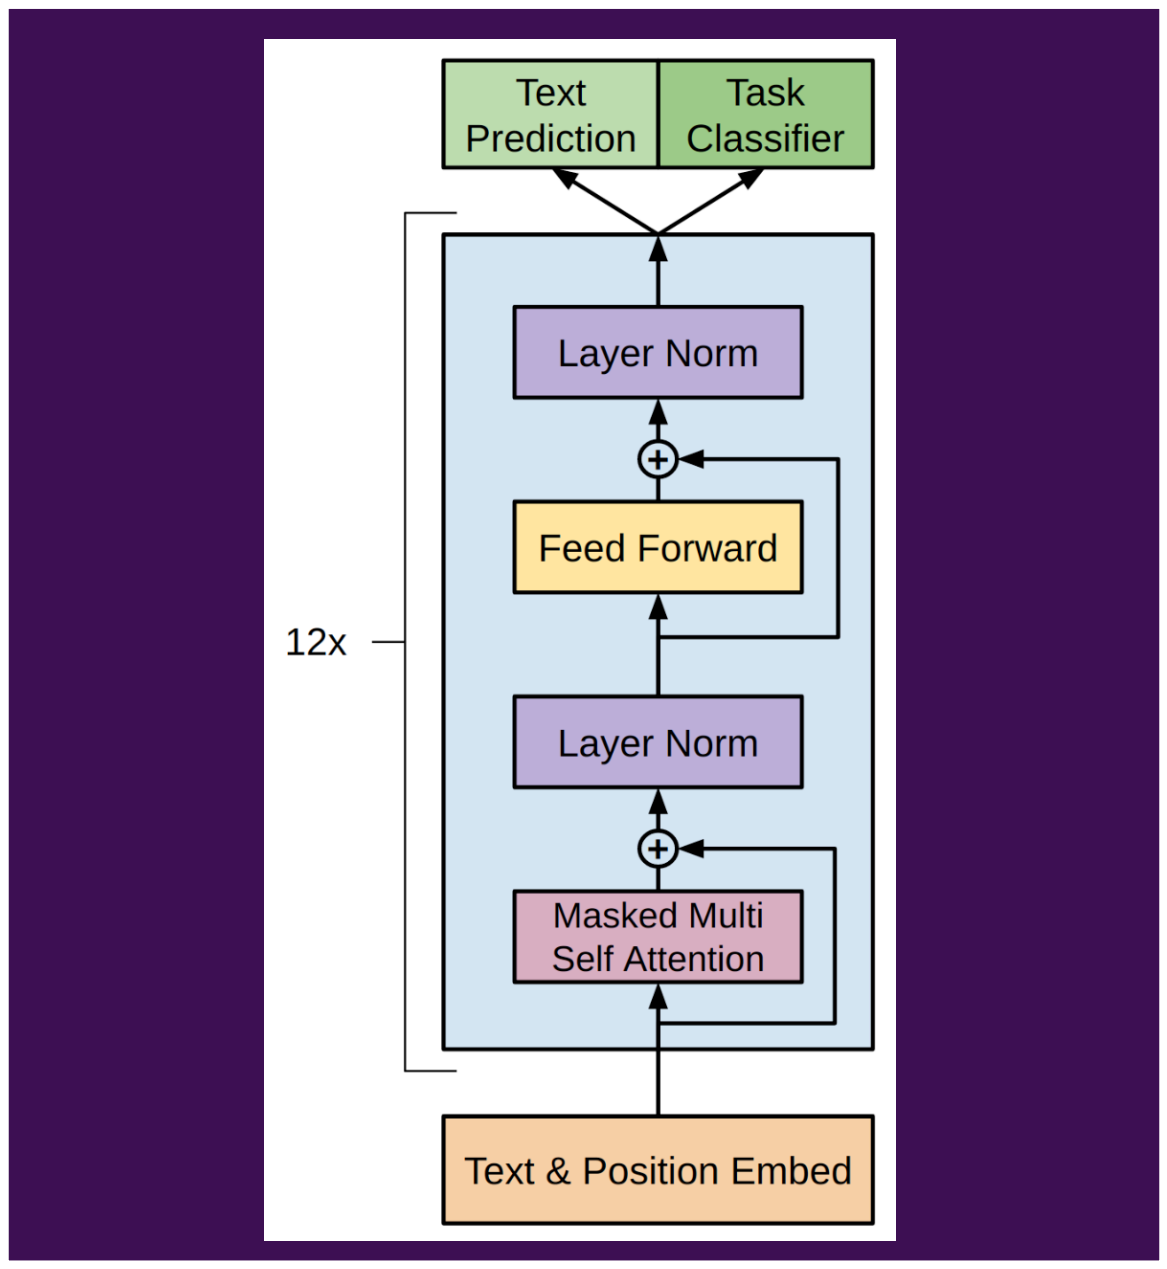 Text
Prediction
Task
Classifier
Layer Norm
+
Feed Forward
12x
Layer Norm
+
Masked Multi
Self Attention
Text & Position Embed